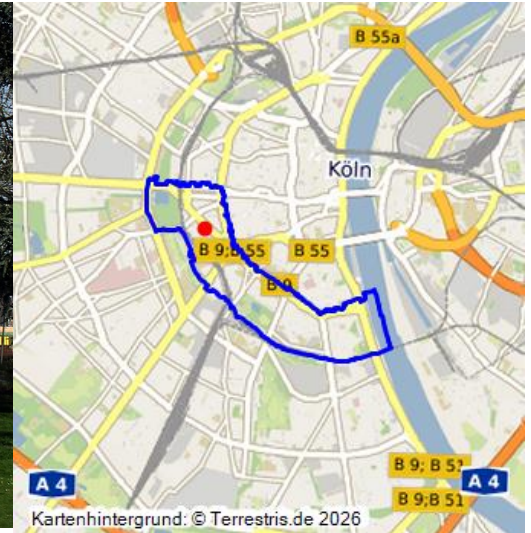 B 55a
Köln
B 9;B 55
B 55
B 9
B 9; B 51
A 4
A 4
B 9;B 51
Kartenhintergrund: © Terrestris.de 2026